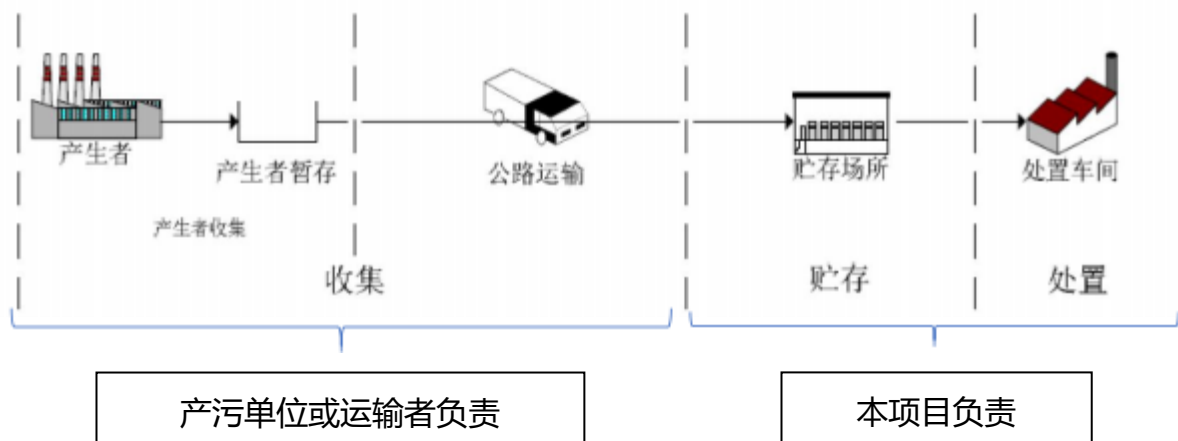 产生者
产生者暂存
公路运输
贮存场所
处置车间
产生者收集
收集
贮存
处置
产污单位或运输者负责
本项目负责